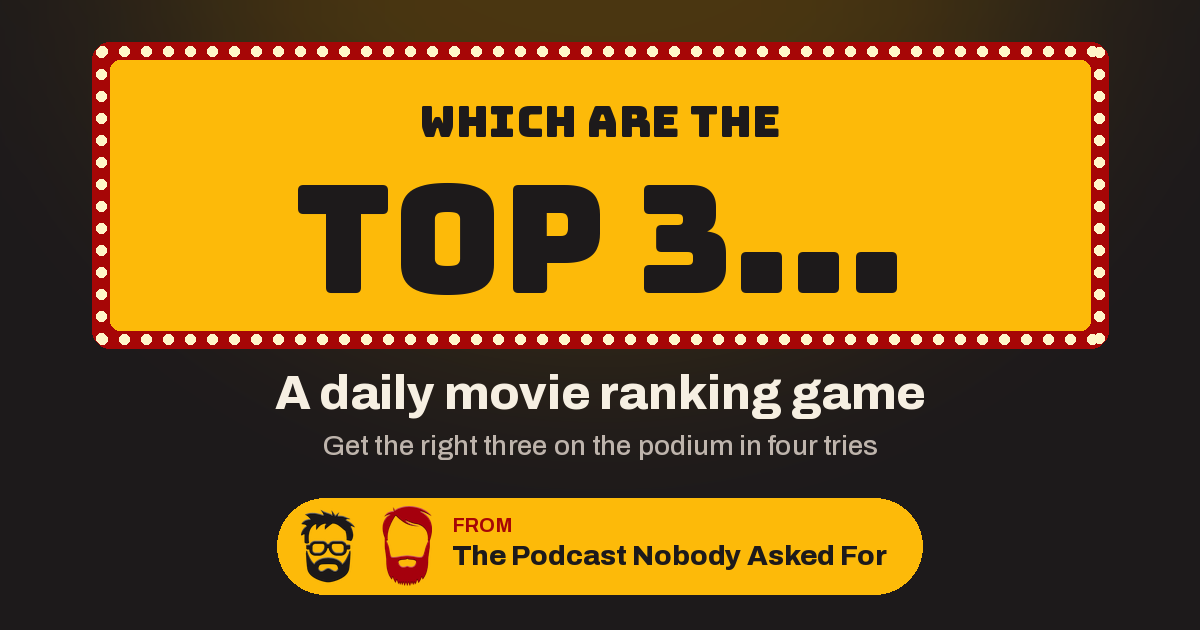 WHICH ARE THE
TOP 3...
A daily movie ranking game
Get the right three on the podium in four tries
FROM
The Podcast Nobody Asked For